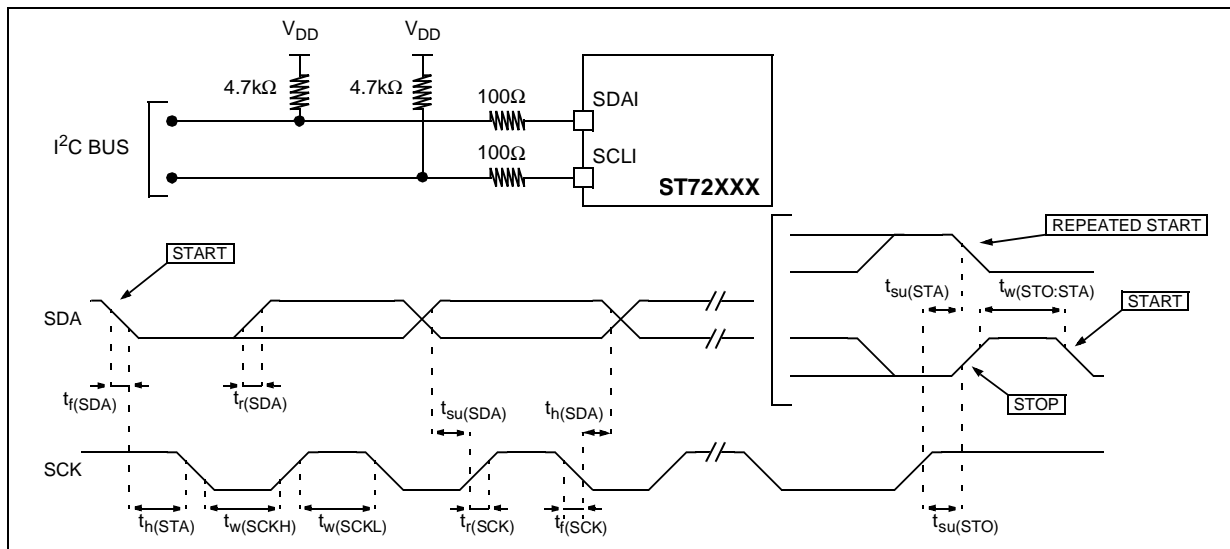 V_DD V_DD
4.7kΩ 4.7kΩ
100Ω
SDAI
I²C BUS
100Ω
SCLI
ST72XXX
REPEATED START
START
t_su(STA) t_w(STO:STA) START
SDA
t_f(SDA) t_r(SDA) t_su(SDA) t_h(SDA) STOP
SCK
t_h(STA) t_w(SCKH) t_w(SCKL) t_r(SCK) t_f(SCK) t_su(STO)